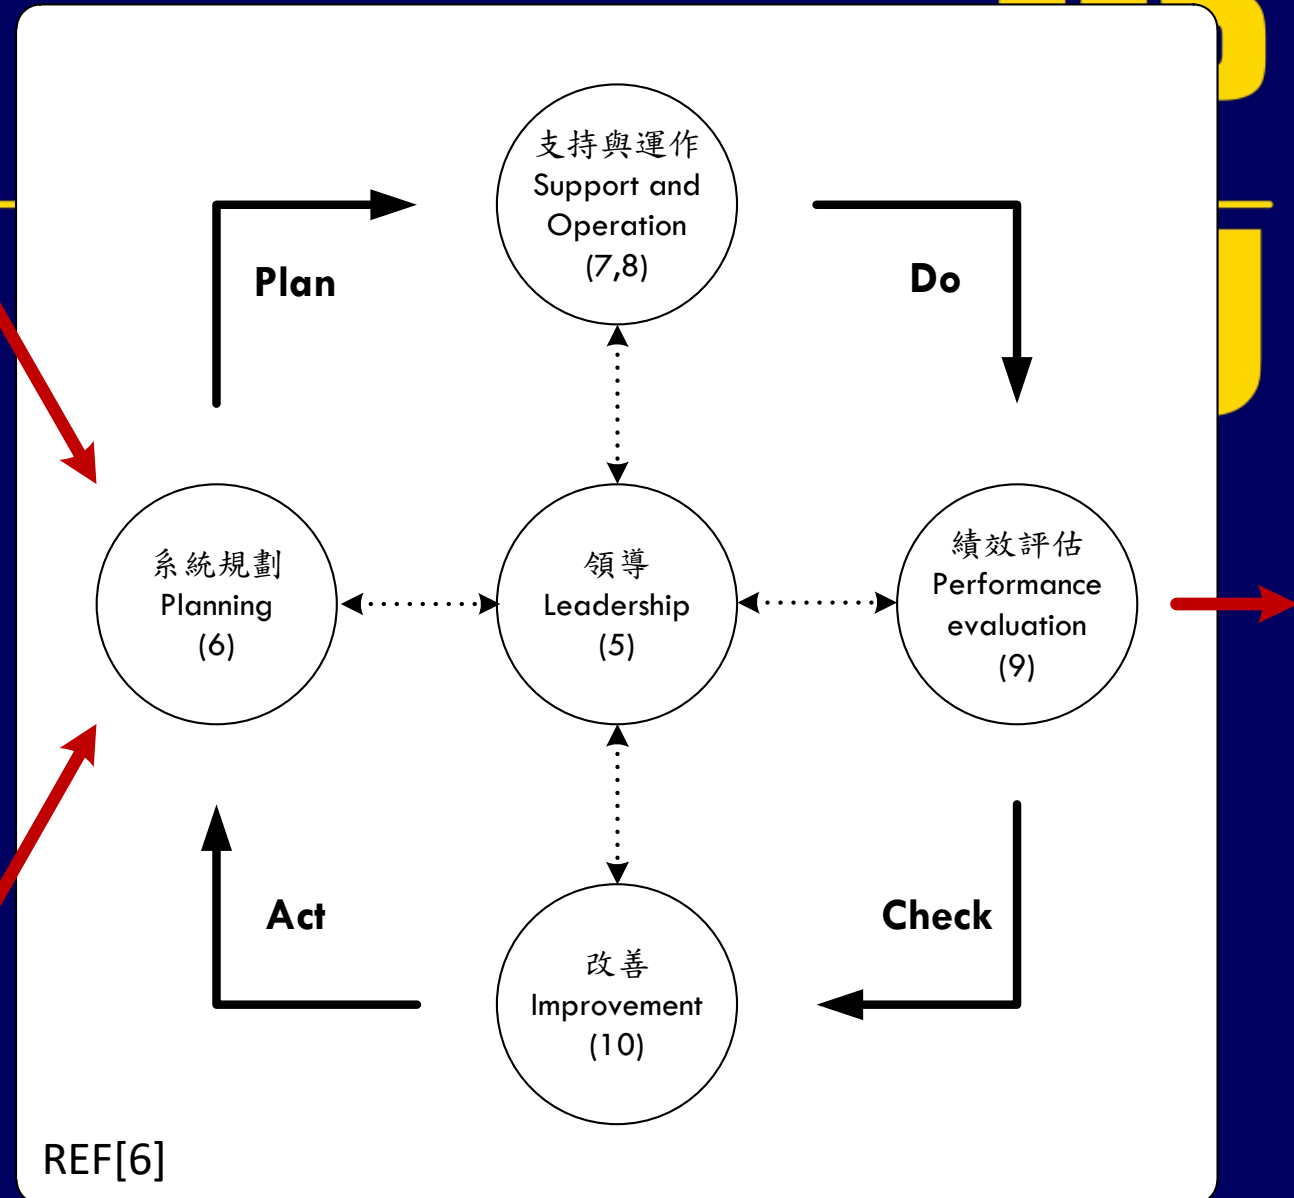 支持與運作
Support and
Operation
(7,8)
Plan
Do
系統規劃
Planning
(6)
領導
Leadership
(5)
績效評估
Performance
evaluation
(9)
Act
Check
改善
Improvement
(10)
REF[6]